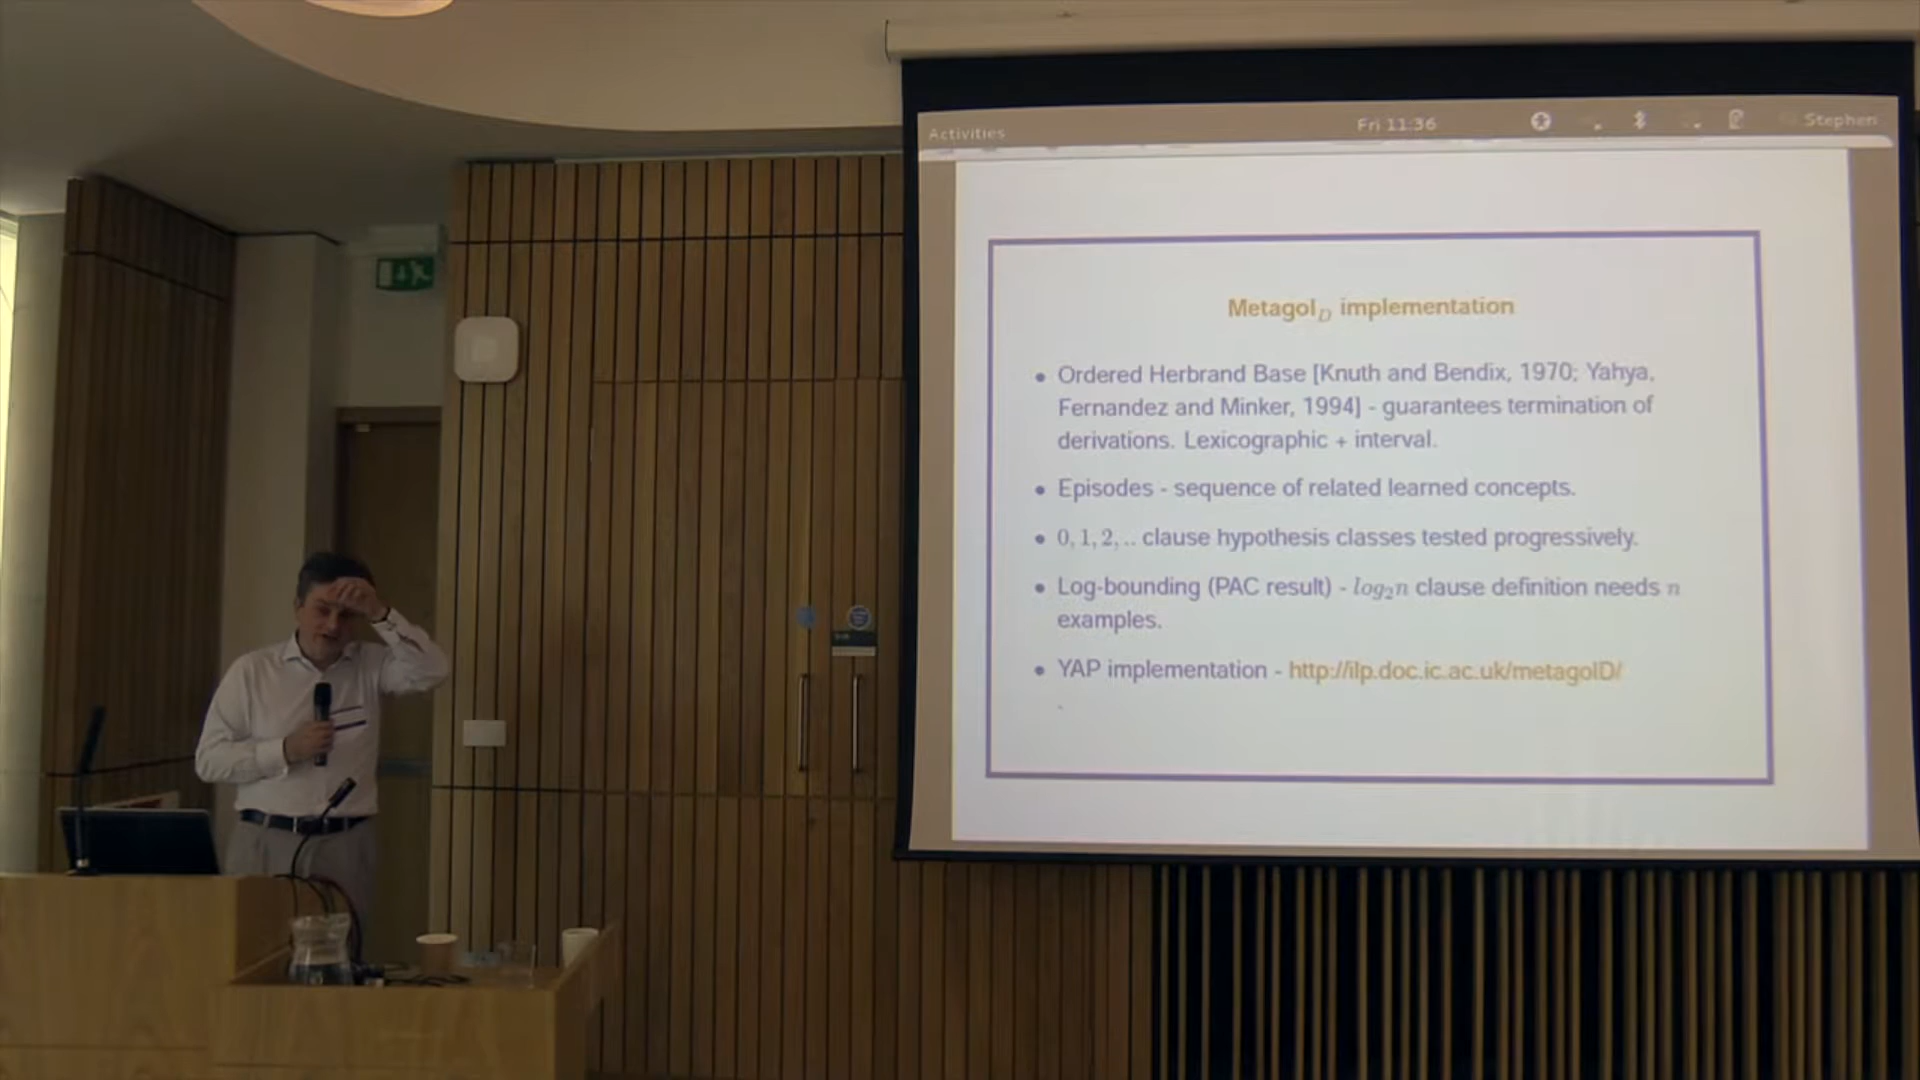 Activities Fri 11:36 Stephen
Metagol_D implementation
• Ordered Herbrand Base [Knuth and Bendix, 1970; Yahya,
Fernandez and Minker, 1994] - guarantees termination of
derivations. Lexicographic + interval.
• Episodes - sequence of related learned concepts.
• 0, 1, 2, .. clause hypothesis classes tested progressively.
• Log-bounding (PAC result) - log₂n clause definition needs n
examples.
• YAP implementation - http://ilp.doc.ic.ac.uk/metagolD/
.